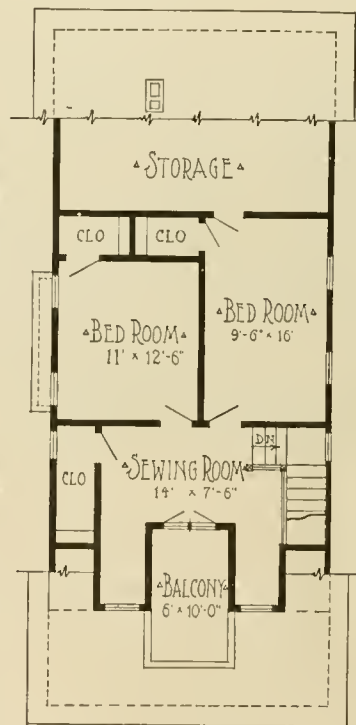 STORAGE
CLO
CLO
BED ROOM
11' x 12'-6"
BED ROOM
9'-6" x 16'
DN
CLO
SEWING ROOM
14' x 7'-6"
BALCONY
6' x 10'-0"